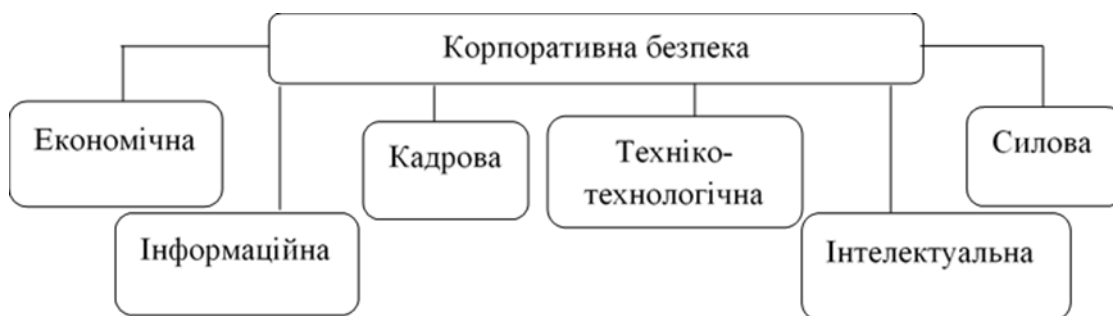 Корпоративна безпека
Економічна
Інформаційна
Кадрова
Техніко-
технологічна
Інтелектуальна
Силова